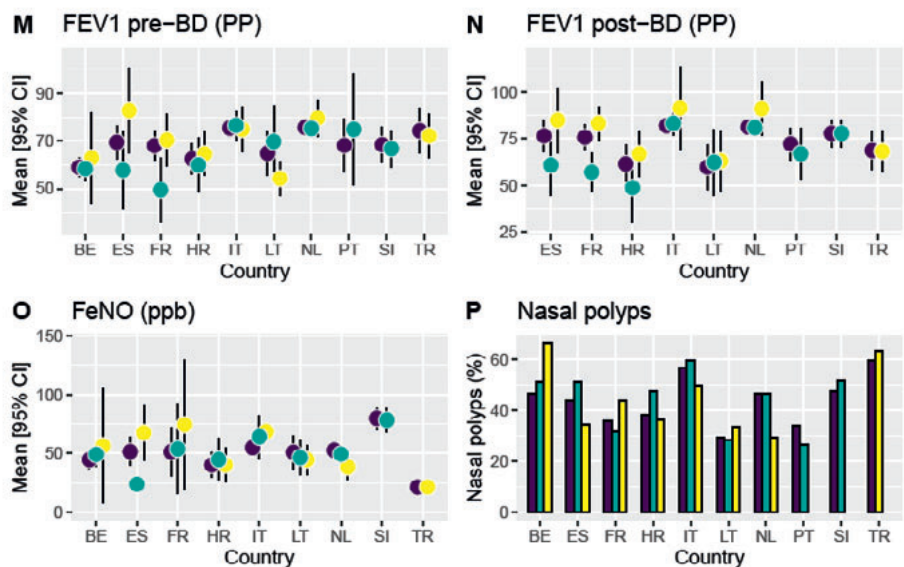 M FEV1 pre−BD (PP)
Mean [95% CI]
90
70
50
BE ES FR HR IT LT NL PT SI TR
Country
N FEV1 post−BD (PP)
Mean [95% CI]
100
75
50
25
ES FR HR IT LT NL PT SI TR
Country
O FeNO (ppb)
Mean [95% CI]
150
100
50
0
BE ES FR HR IT LT NL SI TR
Country
P Nasal polyps
Nasal polyps (%)
60
40
20
0
BE ES FR HR IT LT NL PT SI TR
Country